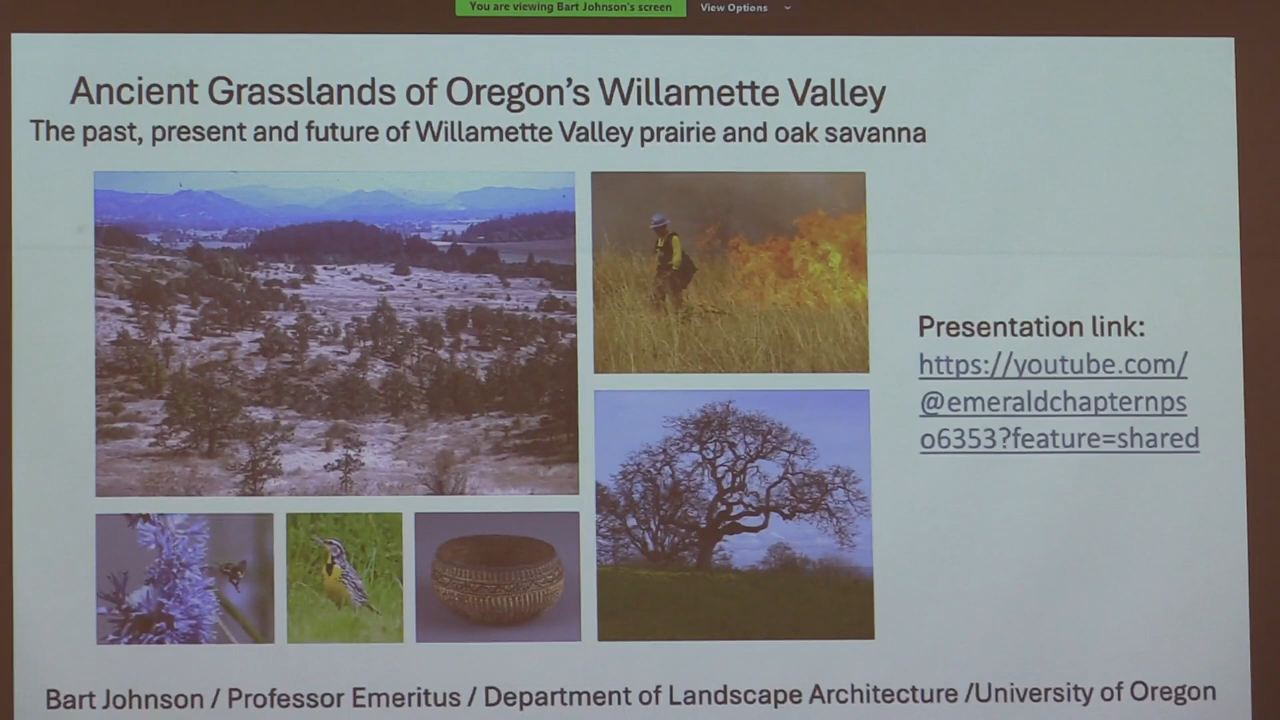 You are viewing Bart Johnson's screen View Options
Ancient Grasslands of Oregon's Willamette Valley
The past, present and future of Willamette Valley prairie and oak savanna
Presentation link:
https://youtube.com/
@emeraldchapternps
o6353?feature=shared
Bart Johnson / Professor Emeritus / Department of Landscape Architecture /University of Oregon